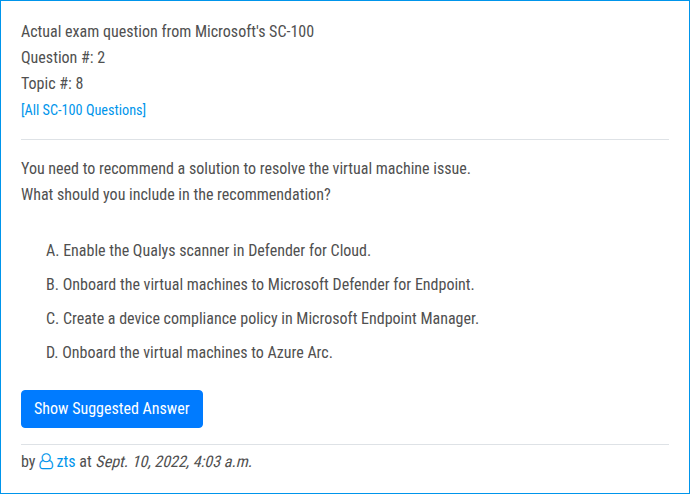 Actual exam question from Microsoft's SC-100
Question #: 2
Topic #: 8
[All SC-100 Questions]
You need to recommend a solution to resolve the virtual machine issue.
What should you include in the recommendation?
A. Enable the Qualys scanner in Defender for Cloud.
B. Onboard the virtual machines to Microsoft Defender for Endpoint.
C. Create a device compliance policy in Microsoft Endpoint Manager.
D. Onboard the virtual machines to Azure Arc.
Show Suggested Answer
by zts at Sept. 10, 2022, 4:03 a.m.